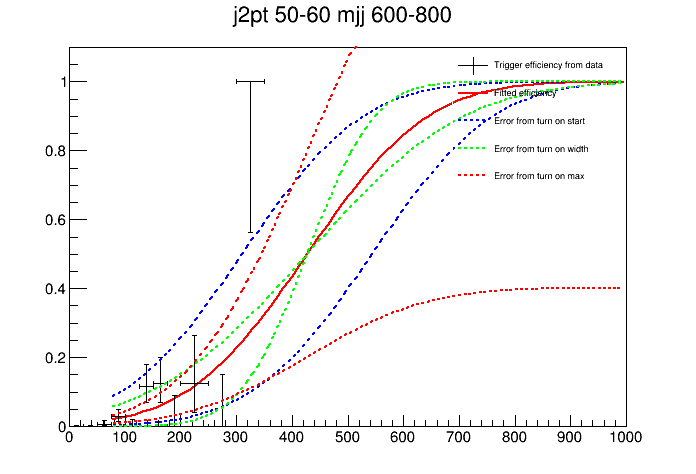 j2pt 50-60 mjj 600-800
1
0.8
0.6
0.4
0.2
0
Trigger efficiency from data
Fitted efficiency
Error from turn on start
Error from turn on width
Error from turn on max
0 100 200 300 400 500 600 700 800 900 1000